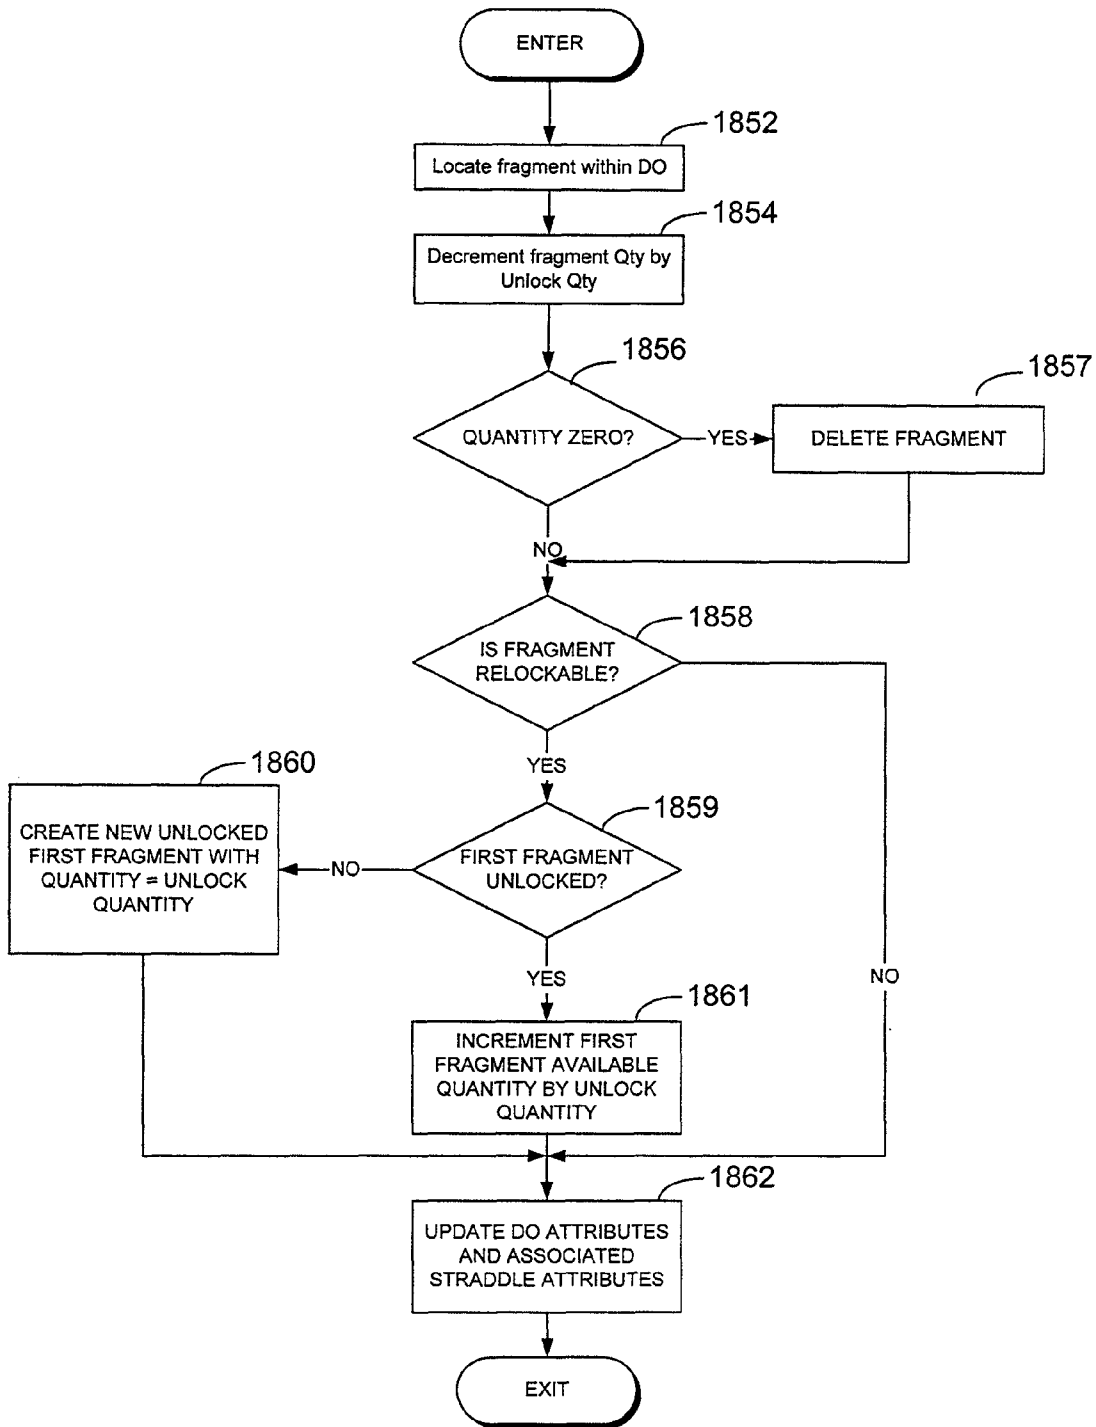 ENTER
1852
Locate fragment within DO
1854
Decrement fragment Qty by
Unlock Qty
1856
QUANTITY ZERO?
YES
1857
DELETE FRAGMENT
NO
1858
IS FRAGMENT
RELOCKABLE?
YES
NO
1859
FIRST FRAGMENT
UNLOCKED?
NO
1860
CREATE NEW UNLOCKED
FIRST FRAGMENT WITH
QUANTITY = UNLOCK
QUANTITY
YES
1861
INCREMENT FIRST
FRAGMENT AVAILABLE
QUANTITY BY UNLOCK
QUANTITY
1862
UPDATE DO ATTRIBUTES
AND ASSOCIATED
STRADDLE ATTRIBUTES
EXIT